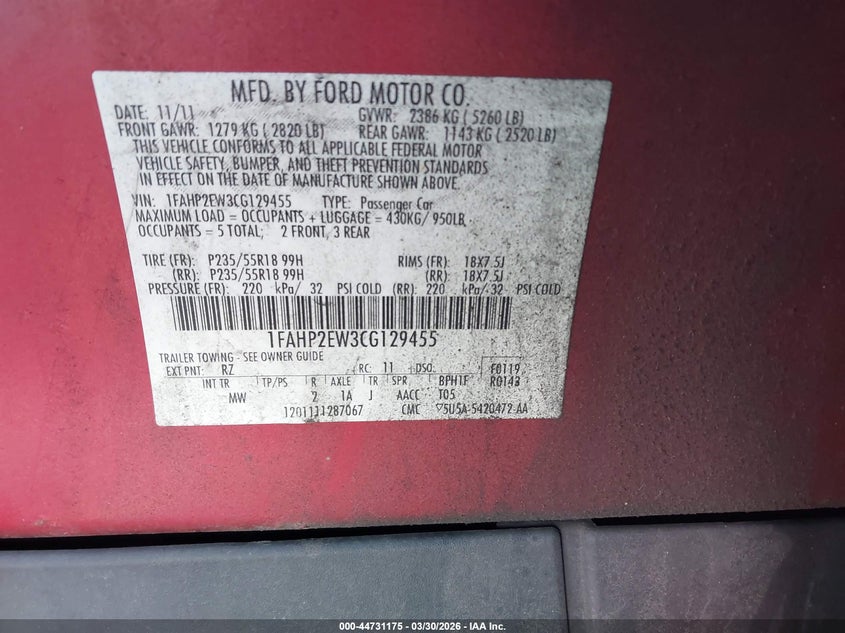 MFD. BY FORD MOTOR CO.
DATE: 11/11 GVWR: 2386 KG ( 5260 LB)
FRONT GAWR: 1279 KG ( 2820 LB) REAR GAWR: 1143 KG ( 2520 LB)
THIS VEHICLE CONFORMS TO ALL APPLICABLE FEDERAL MOTOR
VEHICLE SAFETY, BUMPER, AND THEFT PREVENTION STANDARDS
IN EFFECT ON THE DATE OF MANUFACTURE SHOWN ABOVE.
VIN: 1FAHP2EW3CG129455 TYPE: Passenger Car
MAXIMUM LOAD = OCCUPANTS + LUGGAGE = 430KG/ 950LB
OCCUPANTS = 5 TOTAL; 2 FRONT, 3 REAR
TIRE (FR): P235/55R18 99H RIMS (FR): 18X7.5J
(RR): P235/55R18 99H (RR): 18X7.5J
PRESSURE (FR): 220 kPa/ 32 PSI COLD (RR): 220 kPa/ 32 PSI COLD
1FAHP2EW3CG129455
TRAILER TOWING - SEE OWNER GUIDE
EXT PNT: RZ RC: 11 DSO: F0119
INT TR TP/PS R AXLE TR SPR BPH1F R0143
MW 2 1A J AACC T05
1201111287067 CMC 5U5A-5420472-AA
000-44731175 - 03/30/2026 - IAA Inc.